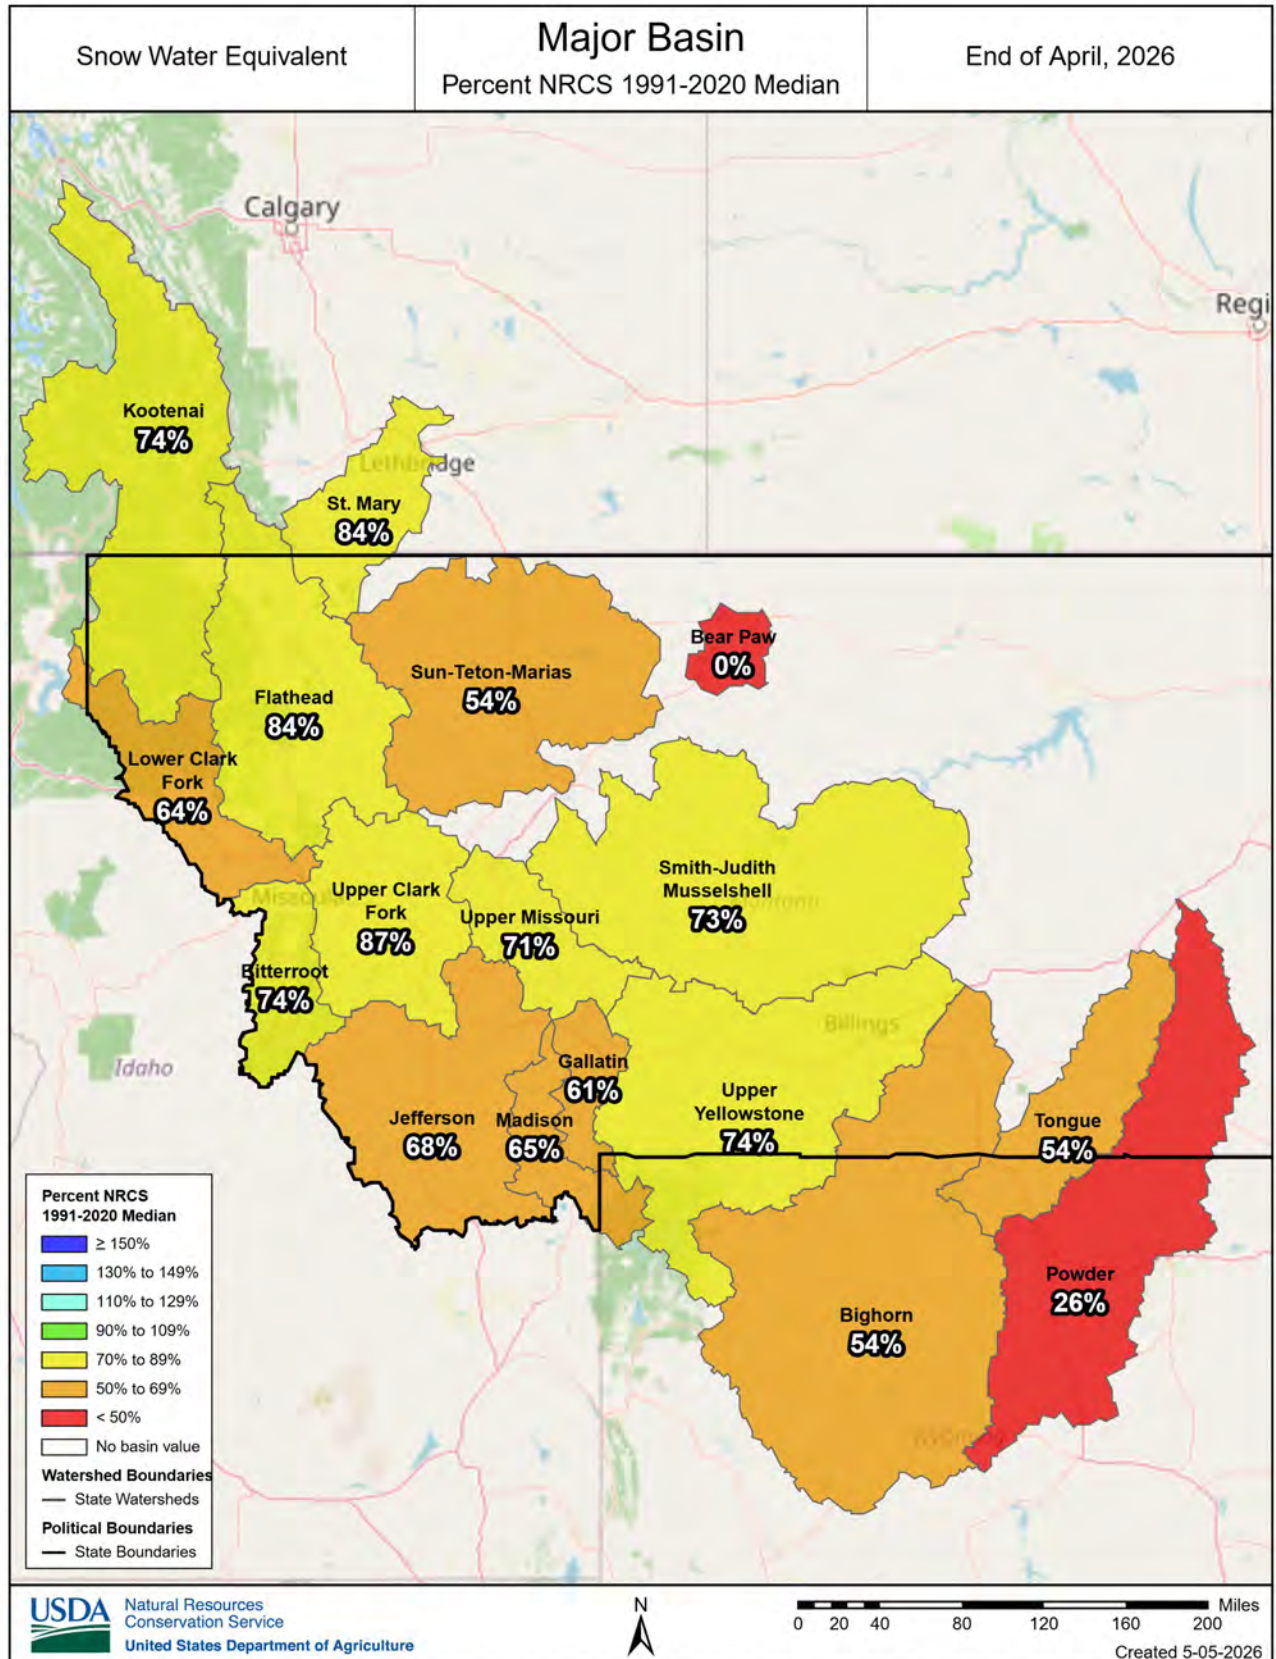 Snow Water Equivalent
Major Basin
Percent NRCS 1991-2020 Median
End of April, 2026
Calgary
Regi
Kootenai
74%
Lethbridge
St. Mary
84%
Bear Paw
0%
Sun-Teton-Marias
54%
Flathead
84%
Lower Clark
Fork
64%
Smith-Judith
Musselshell
73%
Montana
Missoula
Upper Clark
Fork
87%
Upper Missouri
71%
Bitterroot
74%
Billings
Idaho
Gallatin
61%
Upper
Yellowstone
74%
Jefferson
68%
Madison
65%
Tongue
54%
Powder
26%
Bighorn
54%
Wyoming
Percent NRCS
1991-2020 Median
≥ 150%
130% to 149%
110% to 129%
90% to 109%
70% to 89%
50% to 69%
< 50%
No basin value
Watershed Boundaries
State Watersheds
Political Boundaries
State Boundaries
USDA
Natural Resources
Conservation Service
United States Department of Agriculture
N
Miles
0 20 40 80 120 160 200
Created 5-05-2026